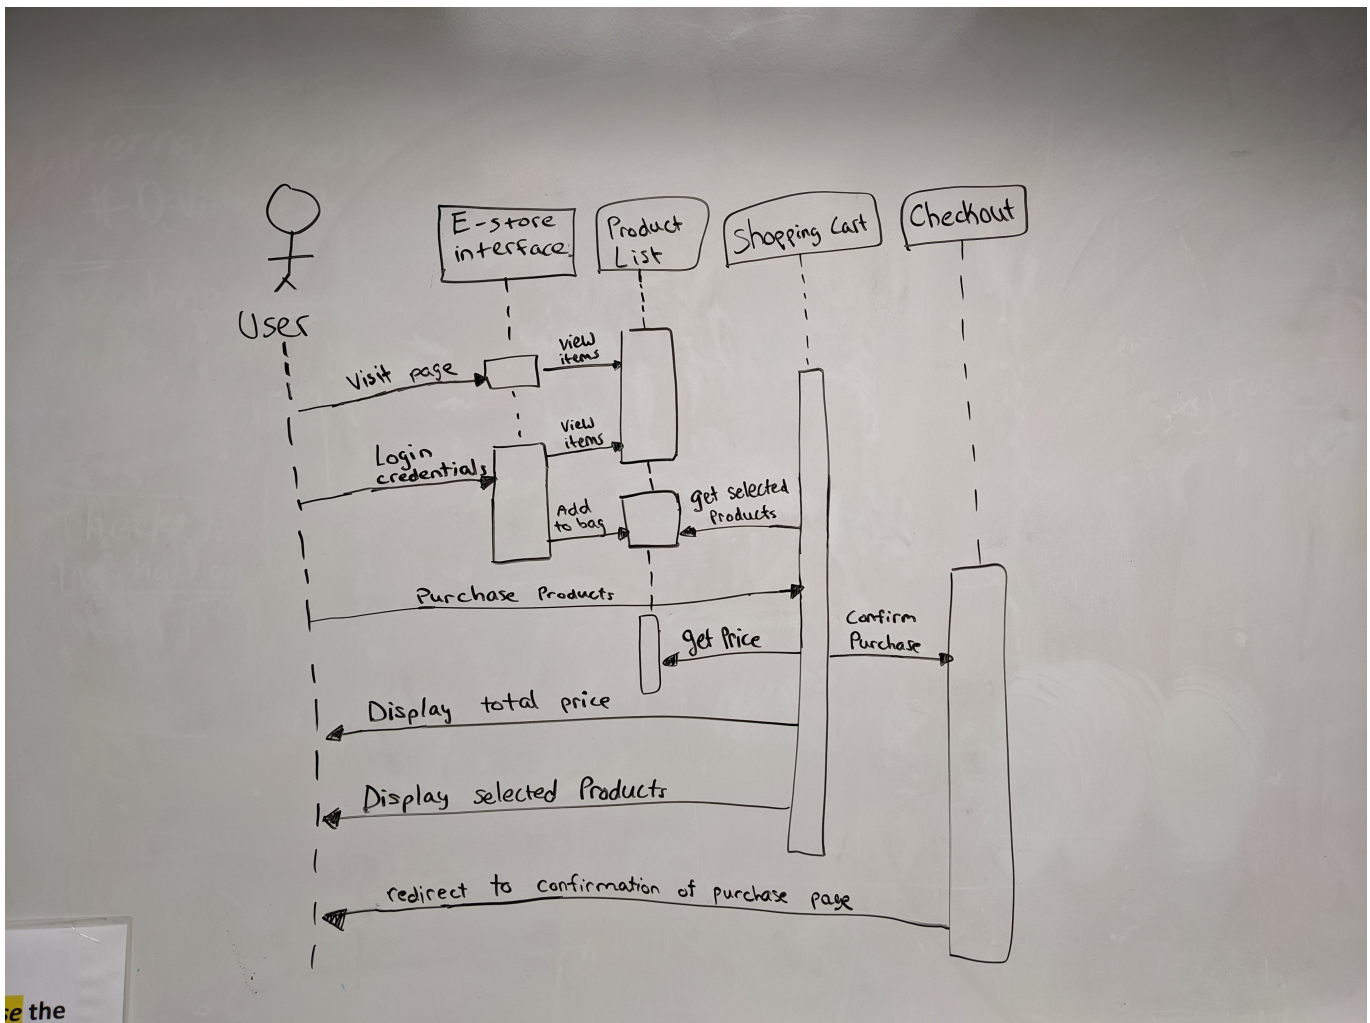 E-store
interface
Product
List
Shopping Cart
Checkout
User
Visit page
View
items
Login
credentials
View
items
Add
to bag
get selected
Products
Purchase Products
get Price
Confirm
Purchase
Display total price
Display selected Products
redirect to confirmation of purchase page
the